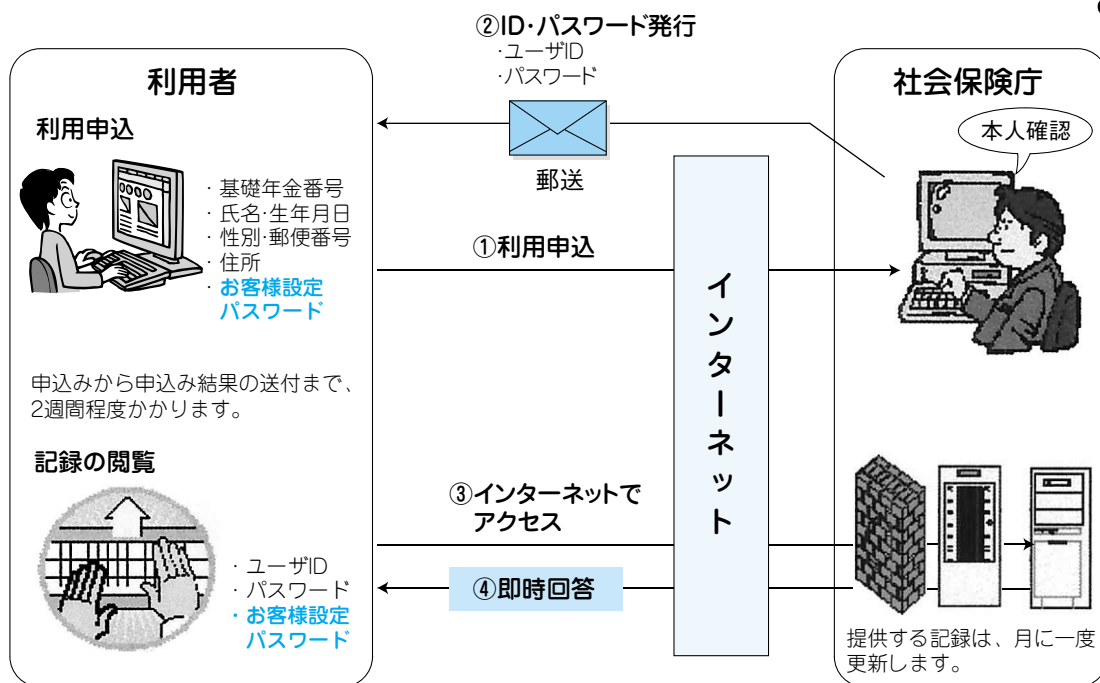 ②ID・パスワード発行
・ユーザID
・パスワード
郵送
利用者
利用申込
・基礎年金番号
・氏名・生年月日
・性別・郵便番号
・住所
・お客様設定
パスワード
申込みから申込み結果の送付まで、
2週間程度かかります。
記録の閲覧
・ユーザID
・パスワード
・お客様設定
パスワード
①利用申込
③インターネットで
アクセス
④即時回答
インターネット
社会保険庁
本人確認
提供する記録は、月に一度
更新します。